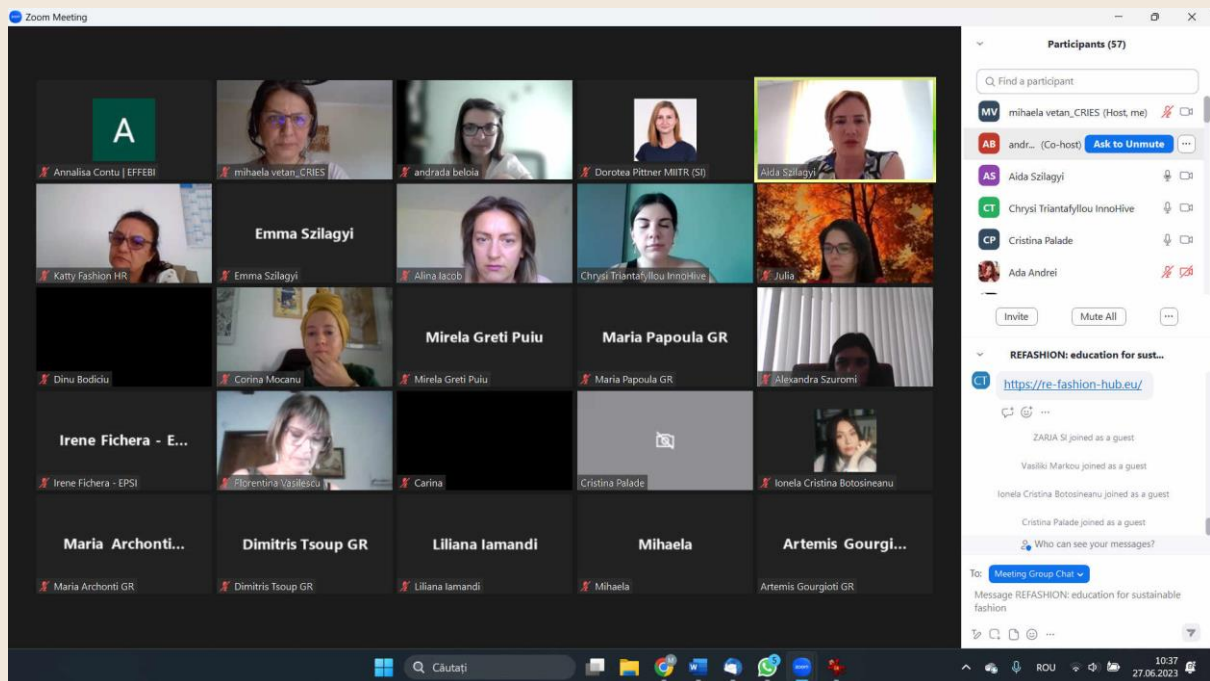 Zoom Meeting
Participants (57)
Find a participant
MV mihaela vetan_CRIES (Host, me)
AB andr... (Co-host) Ask to Unmute ...
AS Aida Szilagyi
CT Chrysi Triantafyllou InnoHive
CP Cristina Palade
Ada Andrei
Invite Mute All ...
REFASHION: education for sust...
CT https://re-fashion-hub.eu/
ZARJA SI joined as a guest
Vasiliki Markou joined as a guest
Ionela Cristina Botosineanu joined as a guest
Cristina Palade joined as a guest
Who can see your messages?
To: Meeting Group Chat
Message REFASHION: education for sustainable
fashion
A
Annalisa Contu | EFFEBI
mihaela vetan_CRIES
andrada beloia
Dorotea Pittner MIITR (SI)
Aida Szilagyi
Katty Fashion HR
Emma Szilagyi
Emma Szilagyi
Alina Iacob
Chrysi Triantafyllou InnoHive
Julia
Dinu Bodiciu
Corina Mocanu
Mirela Greti Puiu
Mirela Greti Puiu
Maria Papoula GR
Maria Papoula GR
Alexandra Szuromi
Irene Fichera - E...
Irene Fichera - EPSI
Florentina Vasilescu
Carina
Cristina Palade
Ionela Cristina Botosineanu
Maria Archonti...
Maria Archonti GR
Dimitris Tsoup GR
Dimitris Tsoup GR
Liliana Iamandi
Liliana Iamandi
Mihaela
Mihaela
Artemis Gourgi...
Artemis Gourgioti GR
Căutați
ROU
10:37
27.06.2023